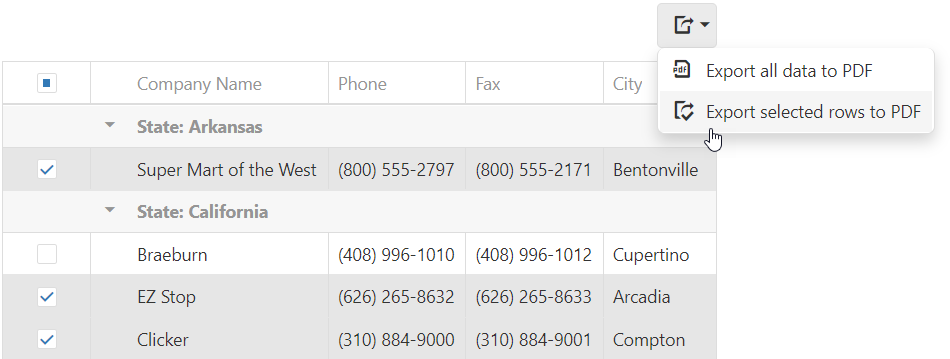 Company Name Phone Fax City
pdf Export all data to PDF
Export selected rows to PDF
State: Arkansas
Super Mart of the West (800) 555-2797 (800) 555-2171 Bentonville
State: California
Braeburn (408) 996-1010 (408) 996-1012 Cupertino
EZ Stop (626) 265-8632 (626) 265-8633 Arcadia
Clicker (310) 884-9000 (310) 884-9001 Compton